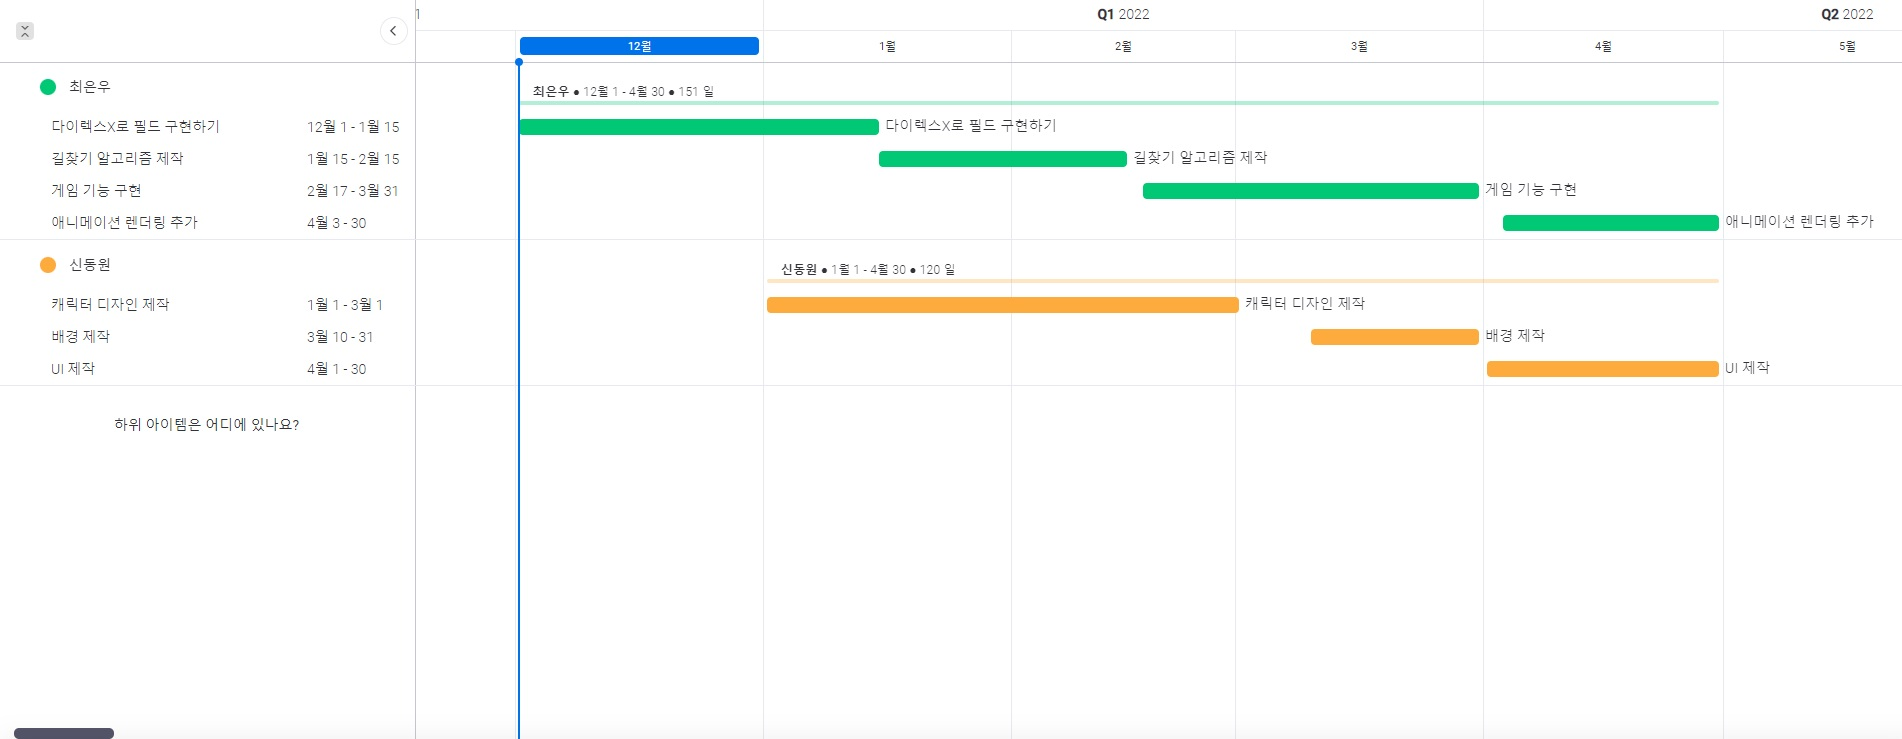 1
Q1 2022
Q2 2022
12월
1월
2월
3월
4월
5월
최은우
최은우 ● 12월 1 - 4월 30 ● 151 일
다이렉스X로 필드 구현하기 12월 1 - 1월 15
다이렉스X로 필드 구현하기
길찾기 알고리즘 제작 1월 15 - 2월 15
길찾기 알고리즘 제작
게임 기능 구현 2월 17 - 3월 31
게임 기능 구현
애니메이션 렌더링 추가 4월 3 - 30
애니메이션 렌더링 추가
신동원
신동원 ● 1월 1 - 4월 30 ● 120 일
캐릭터 디자인 제작 1월 1 - 3월 1
캐릭터 디자인 제작
배경 제작 3월 10 - 31
배경 제작
UI 제작 4월 1 - 30
UI 제작
하위 아이템은 어디에 있나요?